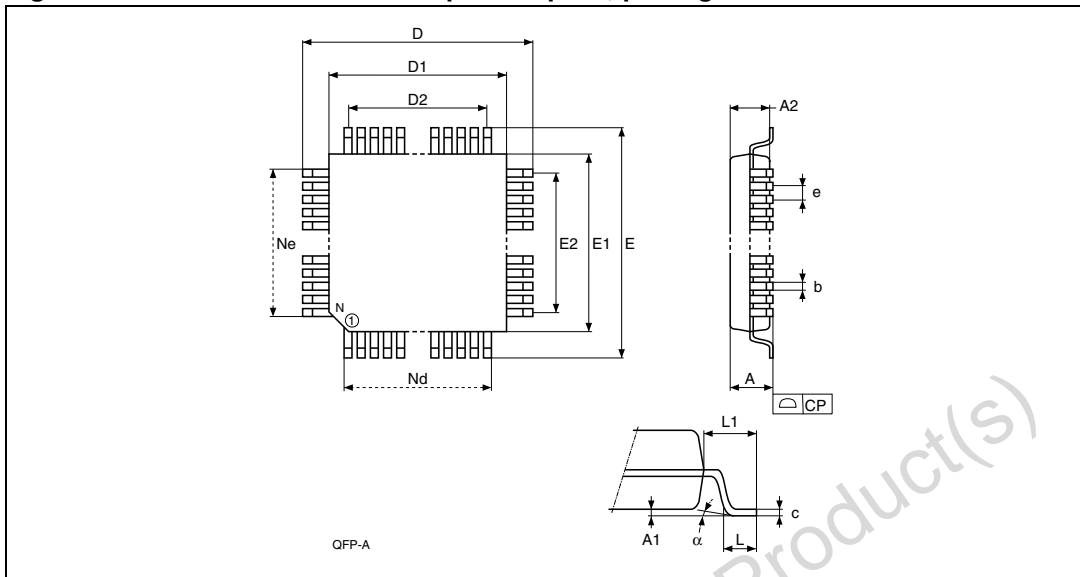 D
D1
D2
A2
e
Ne
E2
E1
E
b
N
1
Nd
A
CP
L1
c
A1
α
L
QFP-A
Product(s)